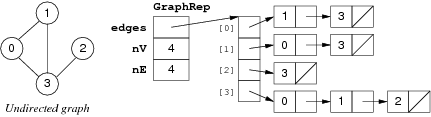 GraphRep
1
1 3
edges
[0]
0 2
nV 4
[1]
0 3
nE 4
[2]
3
3
[3]
0 1 2
Undirected graph